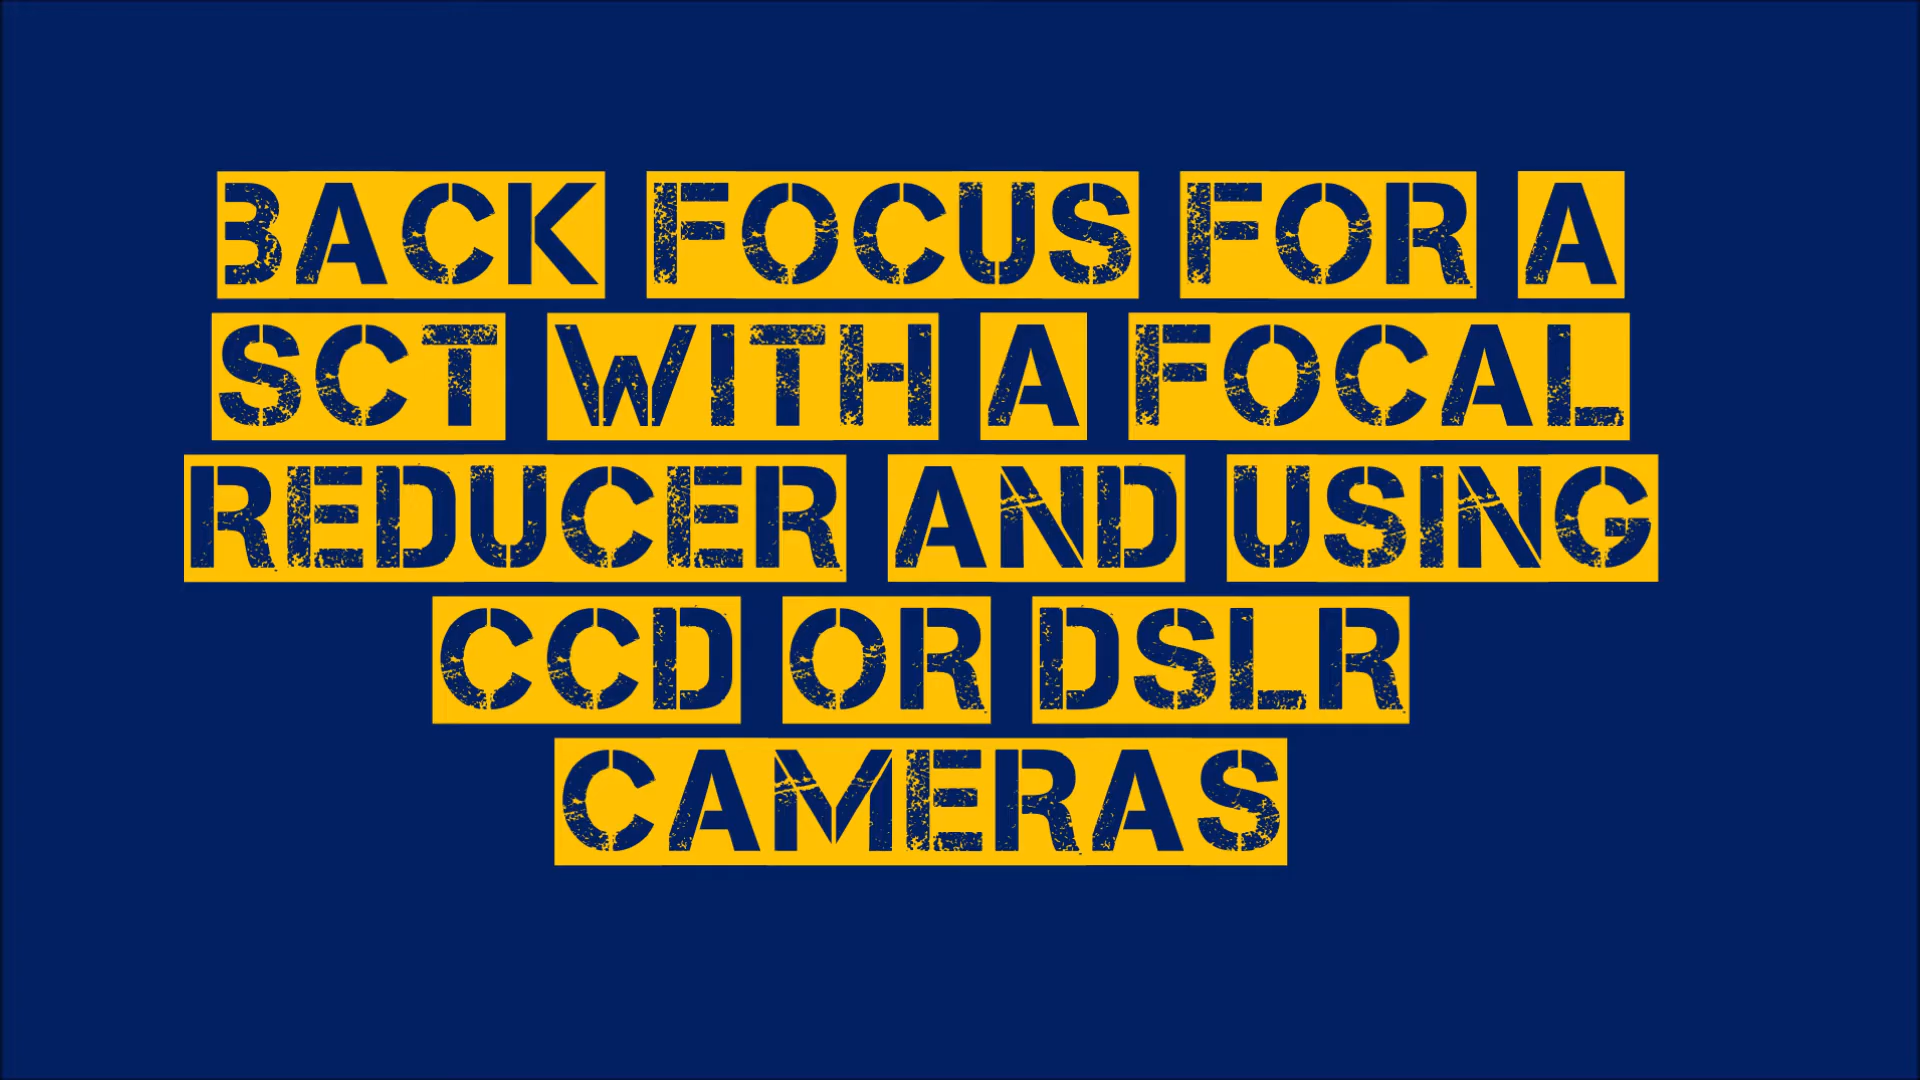 BACK FOCUS FOR A
SCT WITH A FOCAL
REDUCER AND USING
CCD OR DSLR
CAMERAS